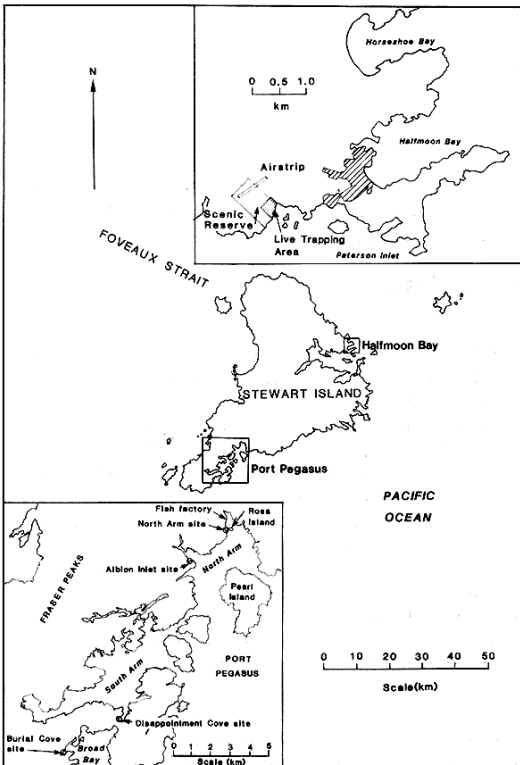 Horseshoe Bay
N
0 0.5 1.0
km
Halfmoon Bay
Airstrip
Scenic
Reserve
Live Trapping
Area
Paterson Inlet
FOVEAUX STRAIT
Halfmoon Bay
STEWART ISLAND
Port Pegasus
PACIFIC
OCEAN
Fish factory
Ross
Island
North Arm site
North Arm
Albion Inlet site
FRASER PEAKS
Pearl
Island
PORT
PEGASUS
South Arm
Disappointment Cove site
Burial Cove
site
Broad
Bay
0 1 2 3 4 5
Scale (km)
0 10 20 30 40 50
Scale(km)